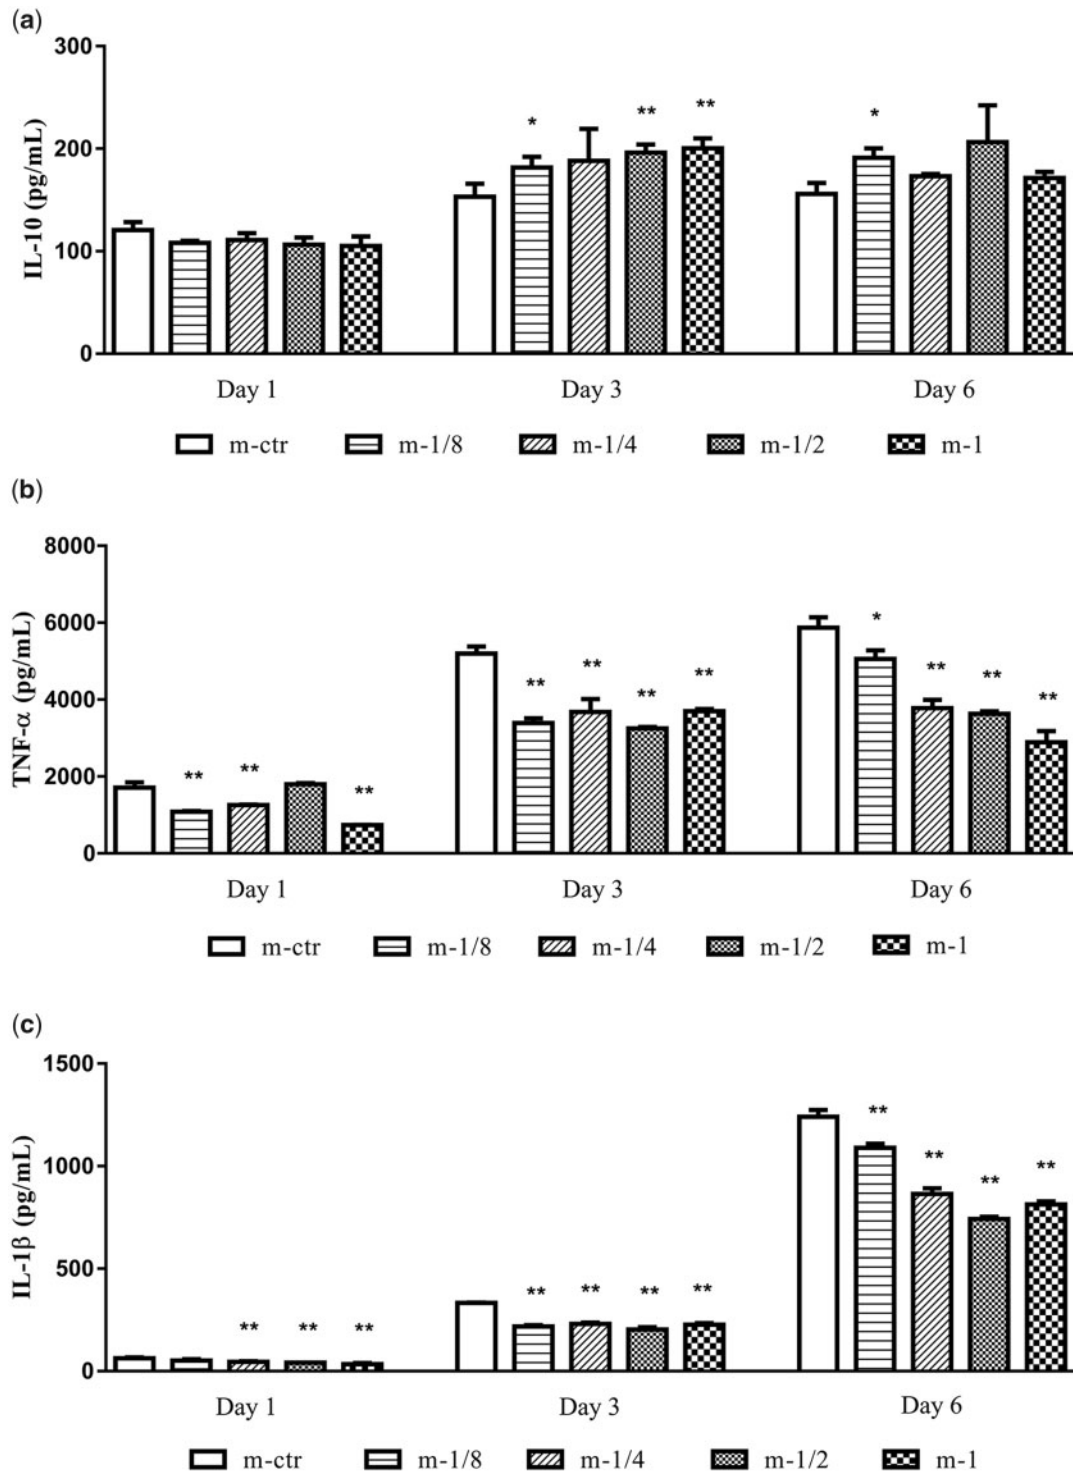 (a)
300
200
100
0
IL-10 (pg/mL)
* ** **
*
Day 1 Day 3 Day 6
m-ctr m-1/8 m-1/4 m-1/2 m-1
(b)
8000
6000
4000
2000
0
TNF-α (pg/mL)
** ** **
** ** ** **
* ** ** **
Day 1 Day 3 Day 6
m-ctr m-1/8 m-1/4 m-1/2 m-1
(c)
1500
1000
500
0
IL-1β (pg/mL)
** ** **
** ** ** **
** ** ** **
Day 1 Day 3 Day 6
m-ctr m-1/8 m-1/4 m-1/2 m-1